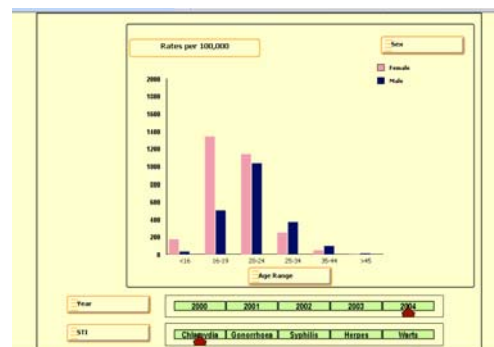 Rates per 100,000
Sex
Female
Male
2000
1800
1600
1400
1200
1000
800
600
400
200
0
<16 16-19 20-24 25-34 35-44 >45
Age Range
Year
2000 2001 2002 2003 2004
STI
Chlamydia Gonorrhoea Syphilis Herpes Warts